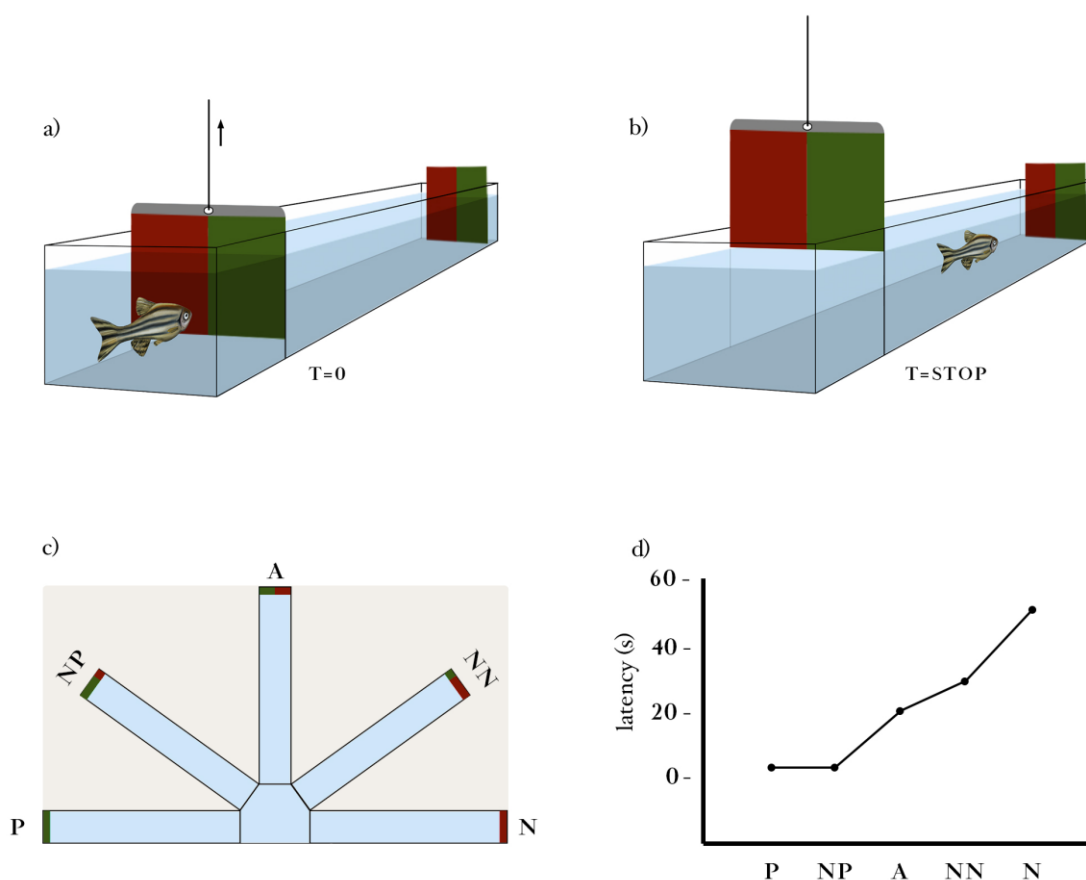 a)
T=0
b)
T=STOP
c)
A
NP
NN
P
N
d)
latency (s)
60 –
40 –
20 –
0 –
P NP A NN N